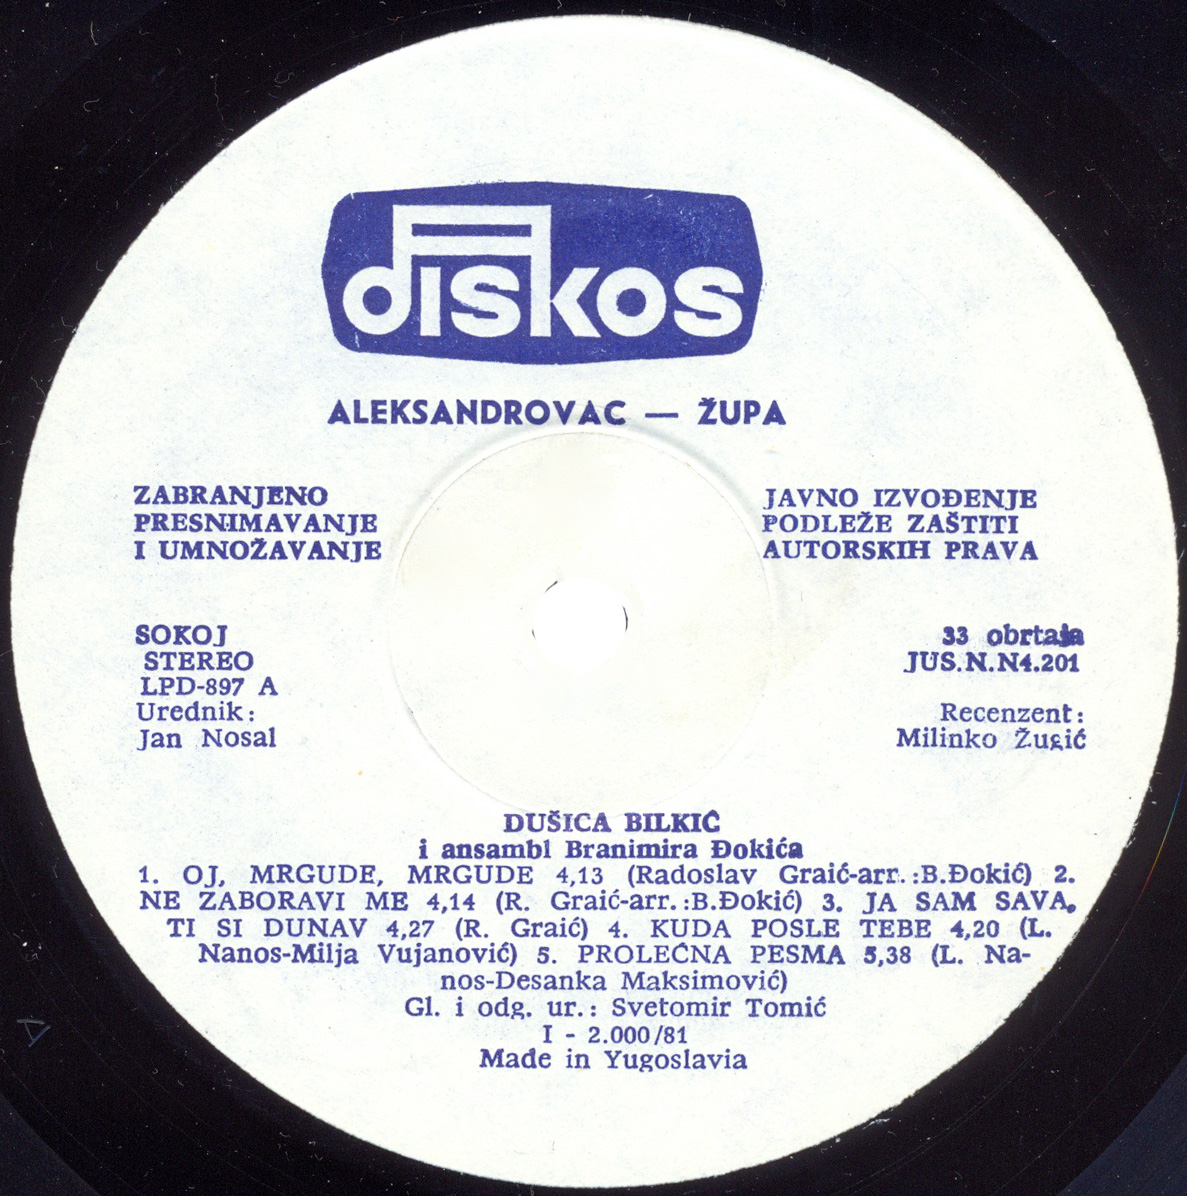 diskos
ALEKSANDROVAC — ŽUPA
ZABRANJENO
PRESNIMAVANJE
I UMNOŽAVANJE
JAVNO IZVOĐENJE
PODLEŽE ZAŠTITI
AUTORSKIH PRAVA
SOKOJ
STEREO
LPD-897 A
Urednik:
Jan Nosal
33 obrtaja
JUS.N.N4.201
Recenzent:
Milinko Žugić
DUŠICA BILKIĆ
i ansambl Branimira Đokića
1. OJ, MRGUDE, MRGUDE 4,13 (Radoslav Graić-arr.:B.Đokić) 2.
NE ZABORAVI ME 4,14 (R. Graić-arr.:B.Đokić) 3. JA SAM SAVA,
TI SI DUNAV 4,27 (R. Graić) 4. KUDA POSLE TEBE 4,20 (L.
Nanos-Milja Vujanović) 5. PROLEĆNA PESMA 5,38 (L. Na-
nos-Desanka Maksimović)
Gl. i odg. ur.: Svetomir Tomić
I - 2.000/81
Made in Yugoslavia